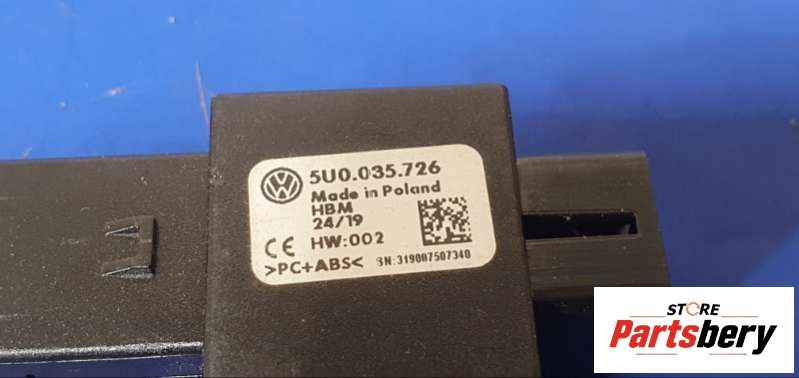 5U0.035.726
Made in Poland
HBM
24/19
CE HW:002
>PC+ABS< SN:319007507340
STORE
Partsbery